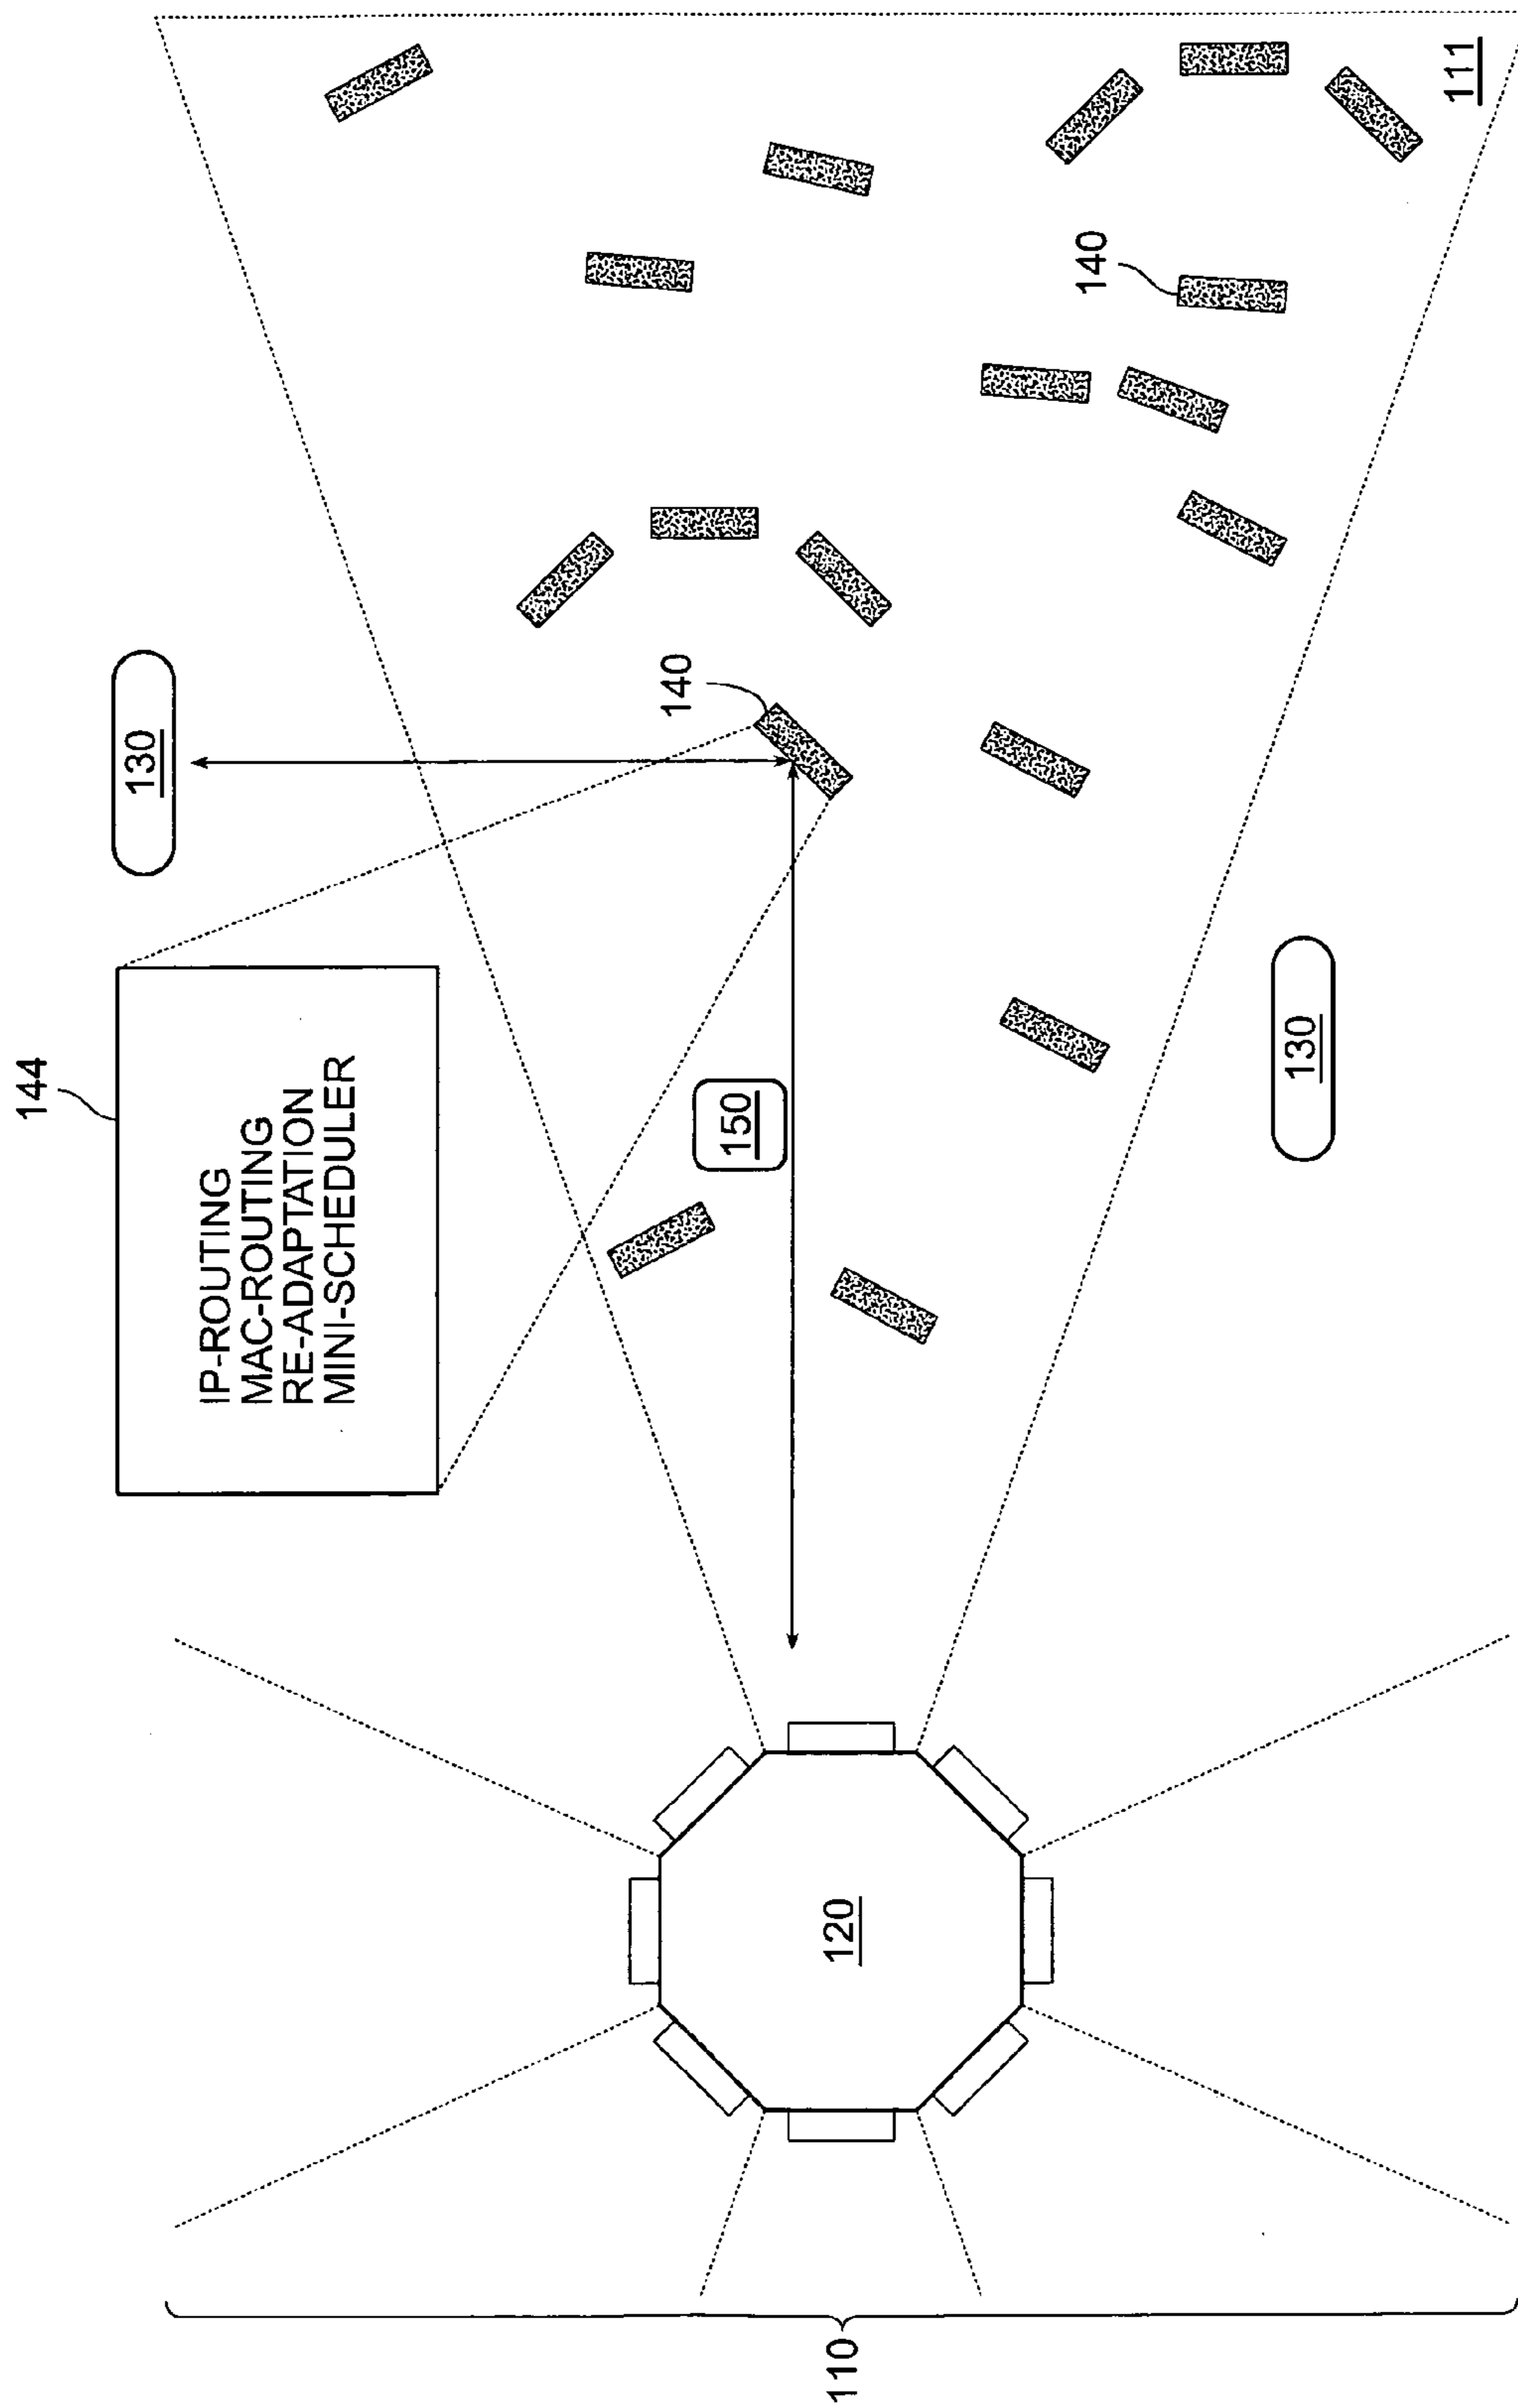 144
IP-ROUTING
MAC-ROUTING
RE-ADAPTATION
MINI-SCHEDULER
130
140
150
140
130
120
110
111